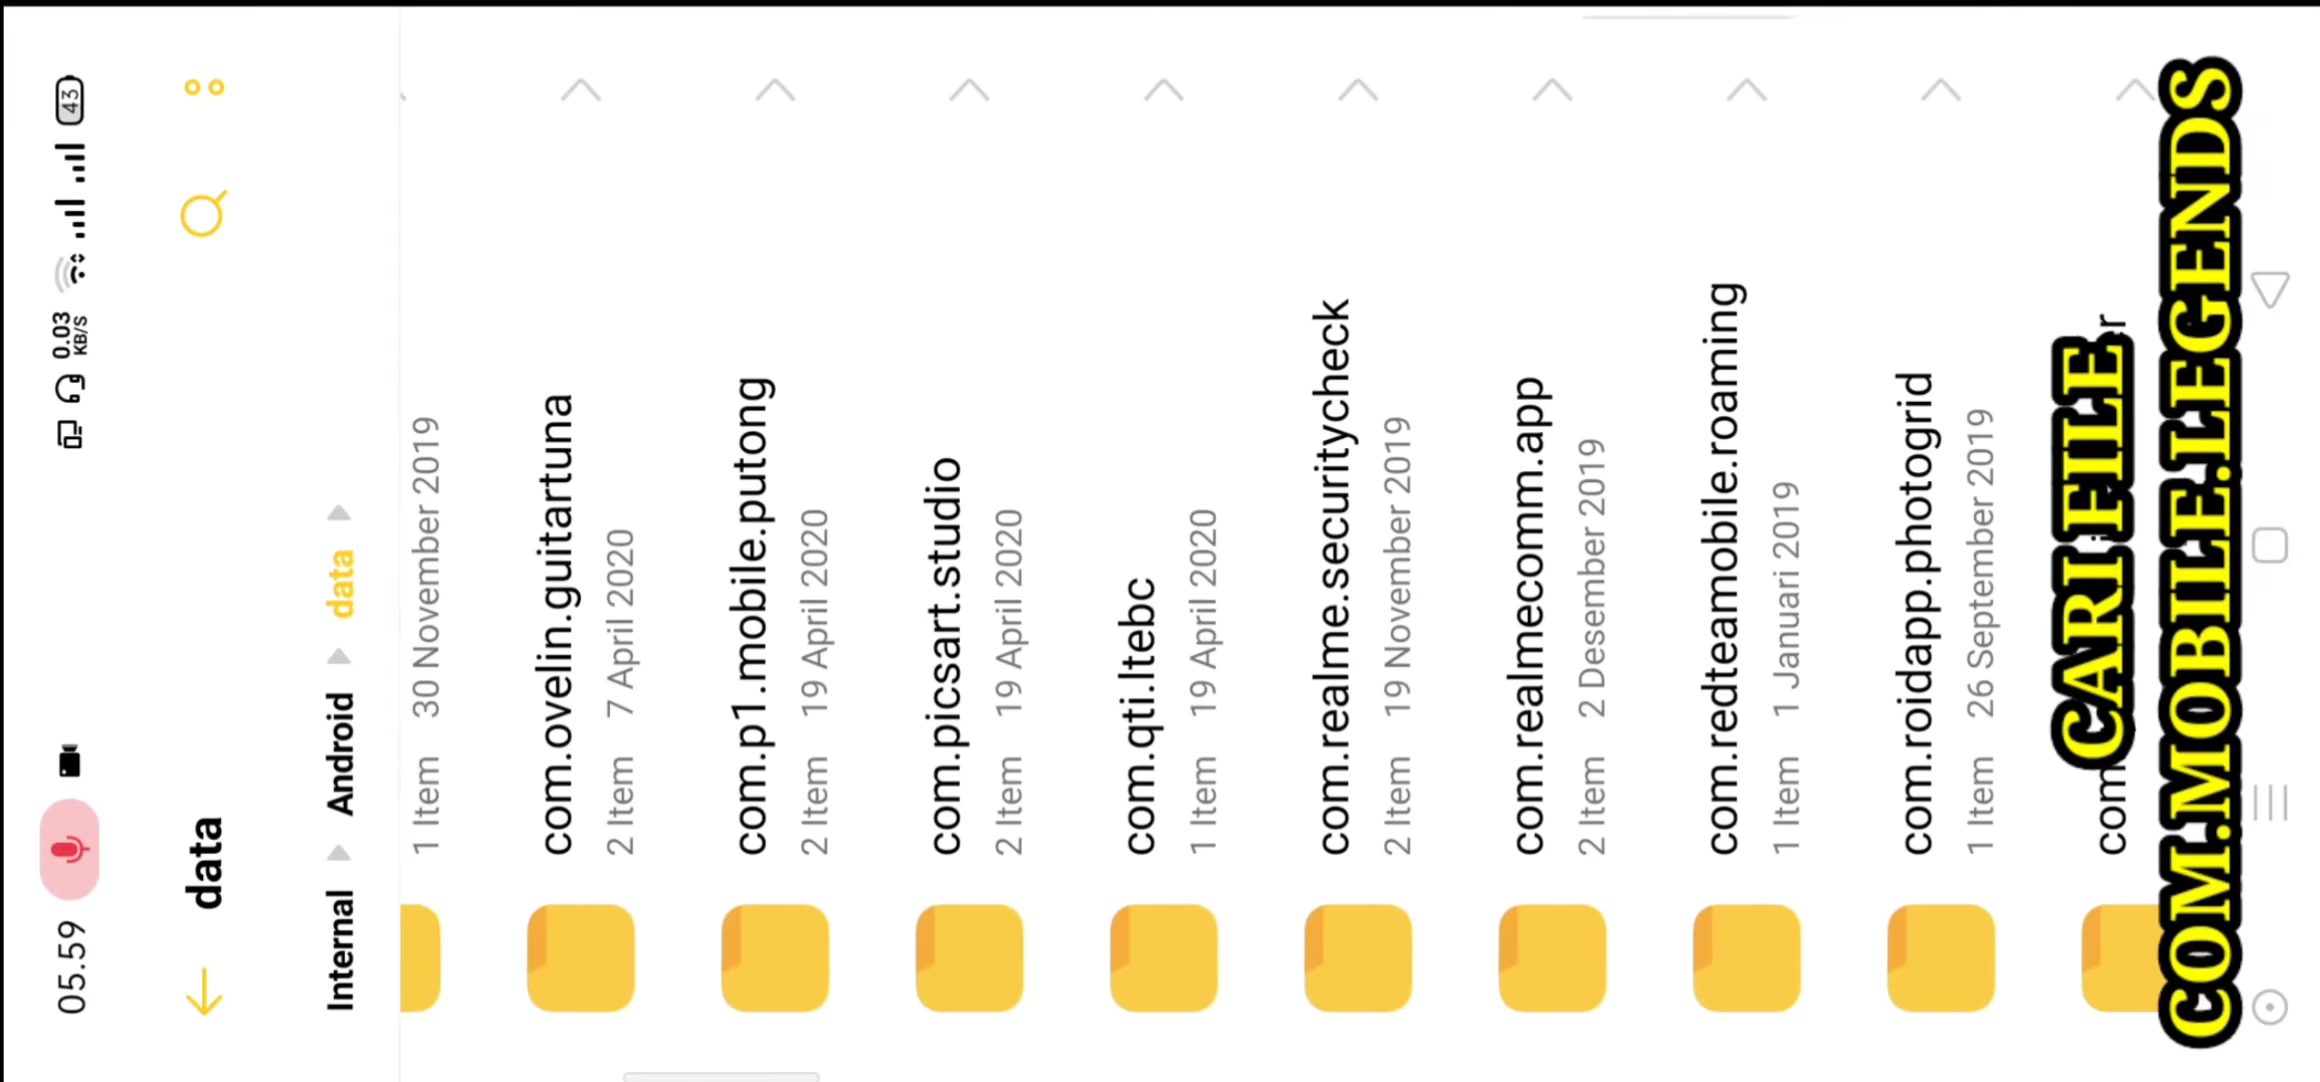 05.59
0.03
KB/S
43
data
Internal
Android
data
1 Item 30 November 2019
com.ovelin.guitartuna
2 Item 7 April 2020
com.p1.mobile.putong
2 Item 19 April 2020
com.picsart.studio
2 Item 19 April 2020
com.qti.ltebc
1 Item 19 April 2020
com.realme.securitycheck
2 Item 19 November 2019
com.realmecomm.app
2 Item 2 Desember 2019
com.redteamobile.roaming
1 Item 1 Januari 2019
com.roidapp.photogrid
1 Item 26 September 2019
CARI FILE
COM.MOBILE.LEGENDS